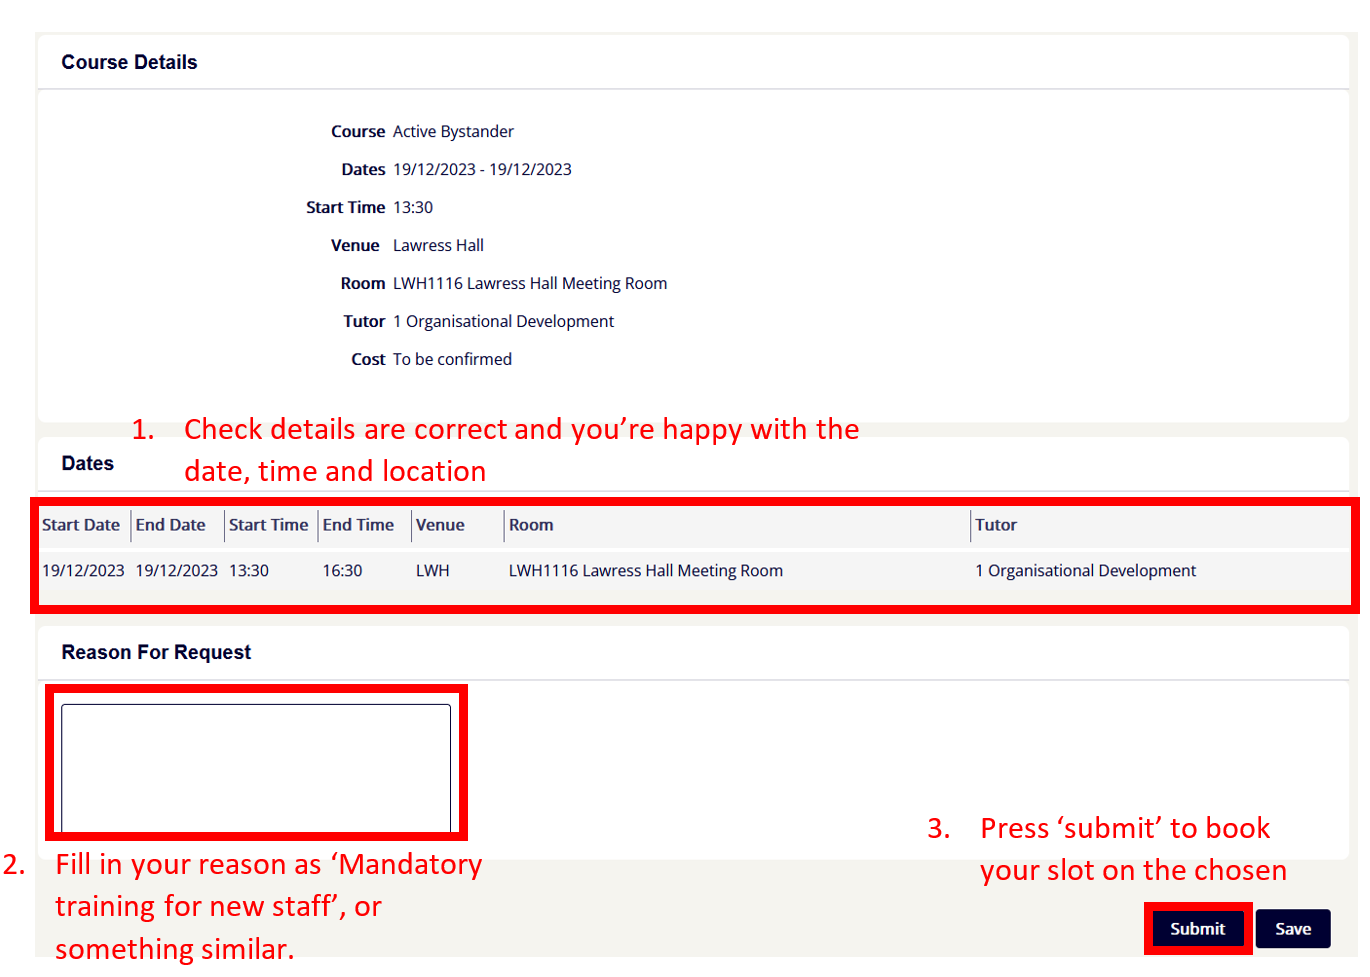 Course Details
Course Active Bystander
Dates 19/12/2023 - 19/12/2023
Start Time 13:30
Venue Lawress Hall
Room LWH1116 Lawress Hall Meeting Room
Tutor 1 Organisational Development
Cost To be confirmed
1. Check details are correct and you’re happy with the
date, time and location
Dates
Start Date End Date Start Time End Time Venue Room Tutor
19/12/2023 19/12/2023 13:30 16:30 LWH LWH1116 Lawress Hall Meeting Room 1 Organisational Development
Reason For Request
2. Fill in your reason as ‘Mandatory
training for new staff’, or
something similar.
3. Press ‘submit’ to book
your slot on the chosen
Submit Save